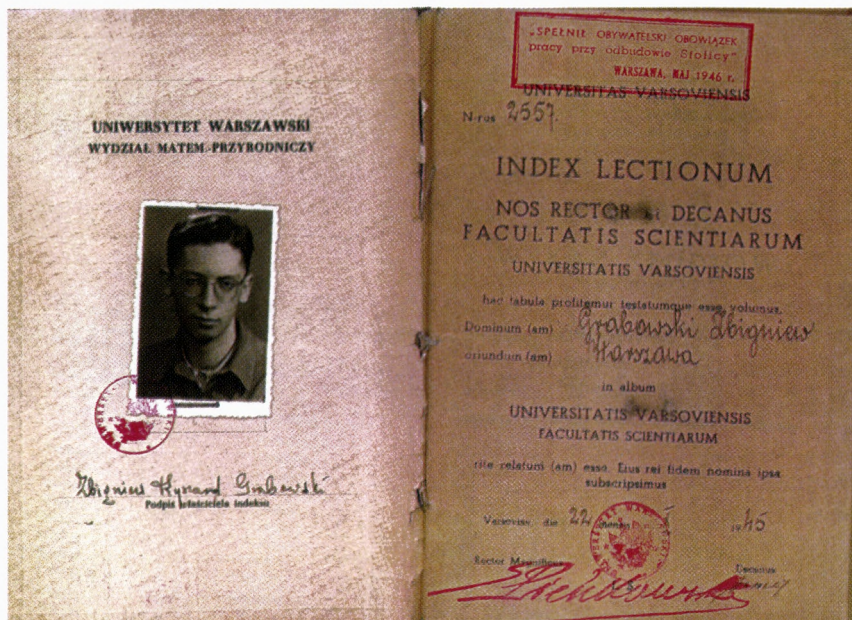 UNIWERSYTET WARSZAWSKI
WYDZIAŁ MATEM.-PRZYRODNICZY
Zbigniew Ryszard Grabowski
Podpis właściciela indeksu
„SPEŁNIŁ OBYWATELSKI OBOWIĄZEK
pracy przy odbudowie Stolicy”
WARSZAWA, MAJ 1946 r.
UNIVERSITAS VARSOVIENSIS
N-rus 2557.
INDEX LECTIONUM
NOS RECTOR et DECANUS
FACULTATIS SCIENTIARUM
UNIVERSITATIS VARSOVIENSIS
hac tabula profitemur testatumque esse volumus,
Dominum (am) Grabowski Zbigniew
oriundum (am) Warszawa
in album
UNIVERSITATIS VARSOVIENSIS
FACULTATIS SCIENTIARUM
rite relatum (am) esse. Eius rei fidem nomina ipsa
subscripsimus
Varsoviae, die 22 mensis 1945
Rector Magnificus Decanus